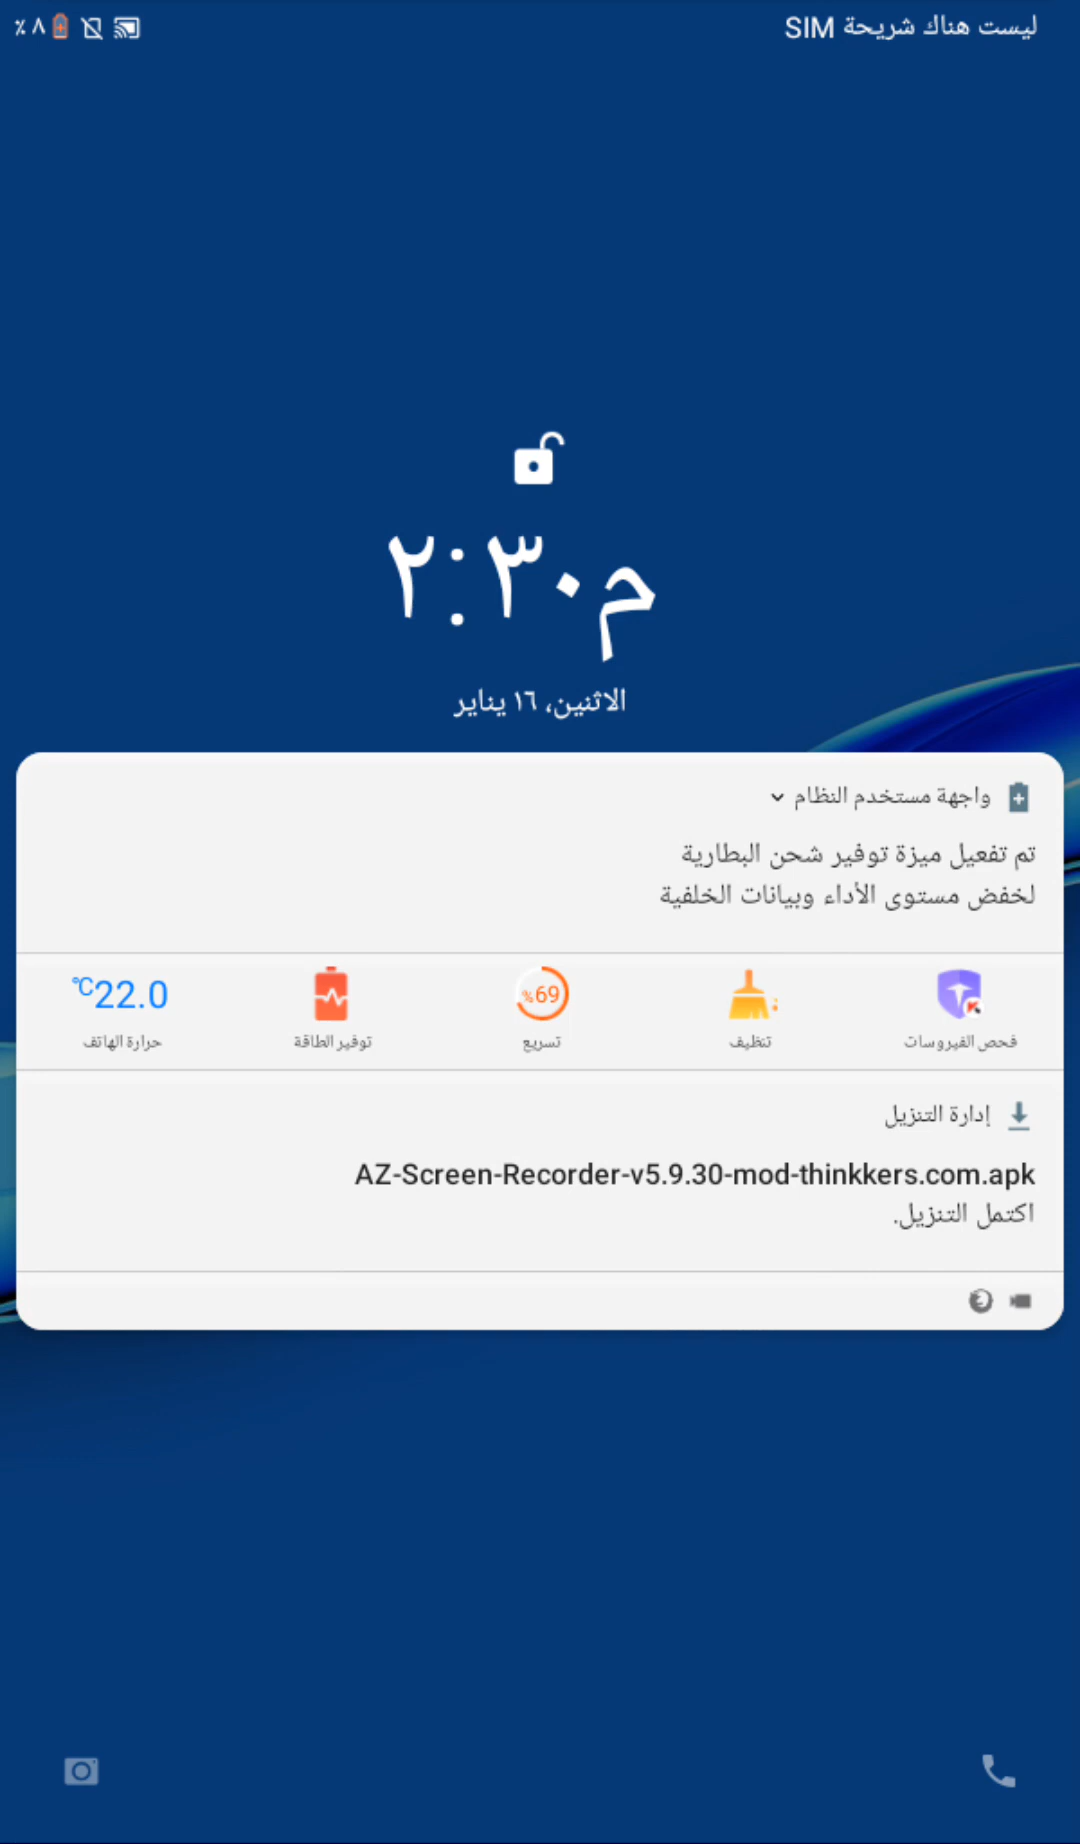 ليست هناك شريحة SIM
٨ ٪
٢:٣٠م
الاثنين، ١٦ يناير
واجهة مستخدم النظام
تم تفعيل ميزة توفير شحن البطارية
لخفض مستوى الأداء وبيانات الخلفية
فحص الفيروسات
تنظيف
69%
تسريع
توفير الطاقة
22.0℃
حرارة الهاتف
إدارة التنزيل
AZ-Screen-Recorder-v5.9.30-mod-thinkkers.com.apk
اكتمل التنزيل.